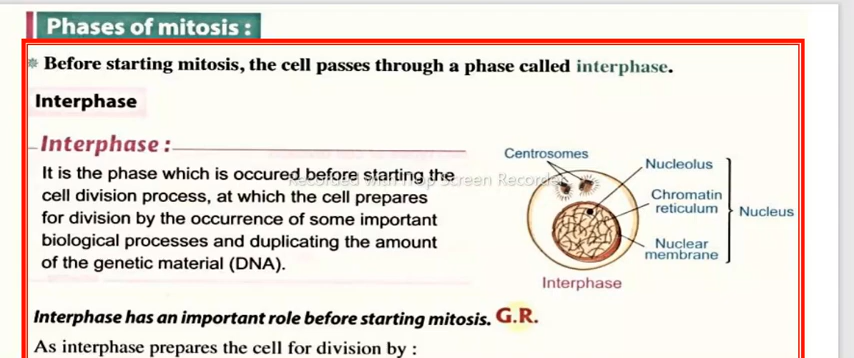 Phases of mitosis :
Before starting mitosis, the cell passes through a phase called interphase.
Interphase
Interphase :
It is the phase which is occured before starting the
cell division process, at which the cell prepares
for division by the occurrence of some important
biological processes and duplicating the amount
of the genetic material (DNA).
Recorded with Screen Recorder
Centrosomes
Nucleolus
Chromatin
reticulum
Nucleus
Nuclear
membrane
Interphase
Interphase has an important role before starting mitosis. G.R.
As interphase prepares the cell for division by :